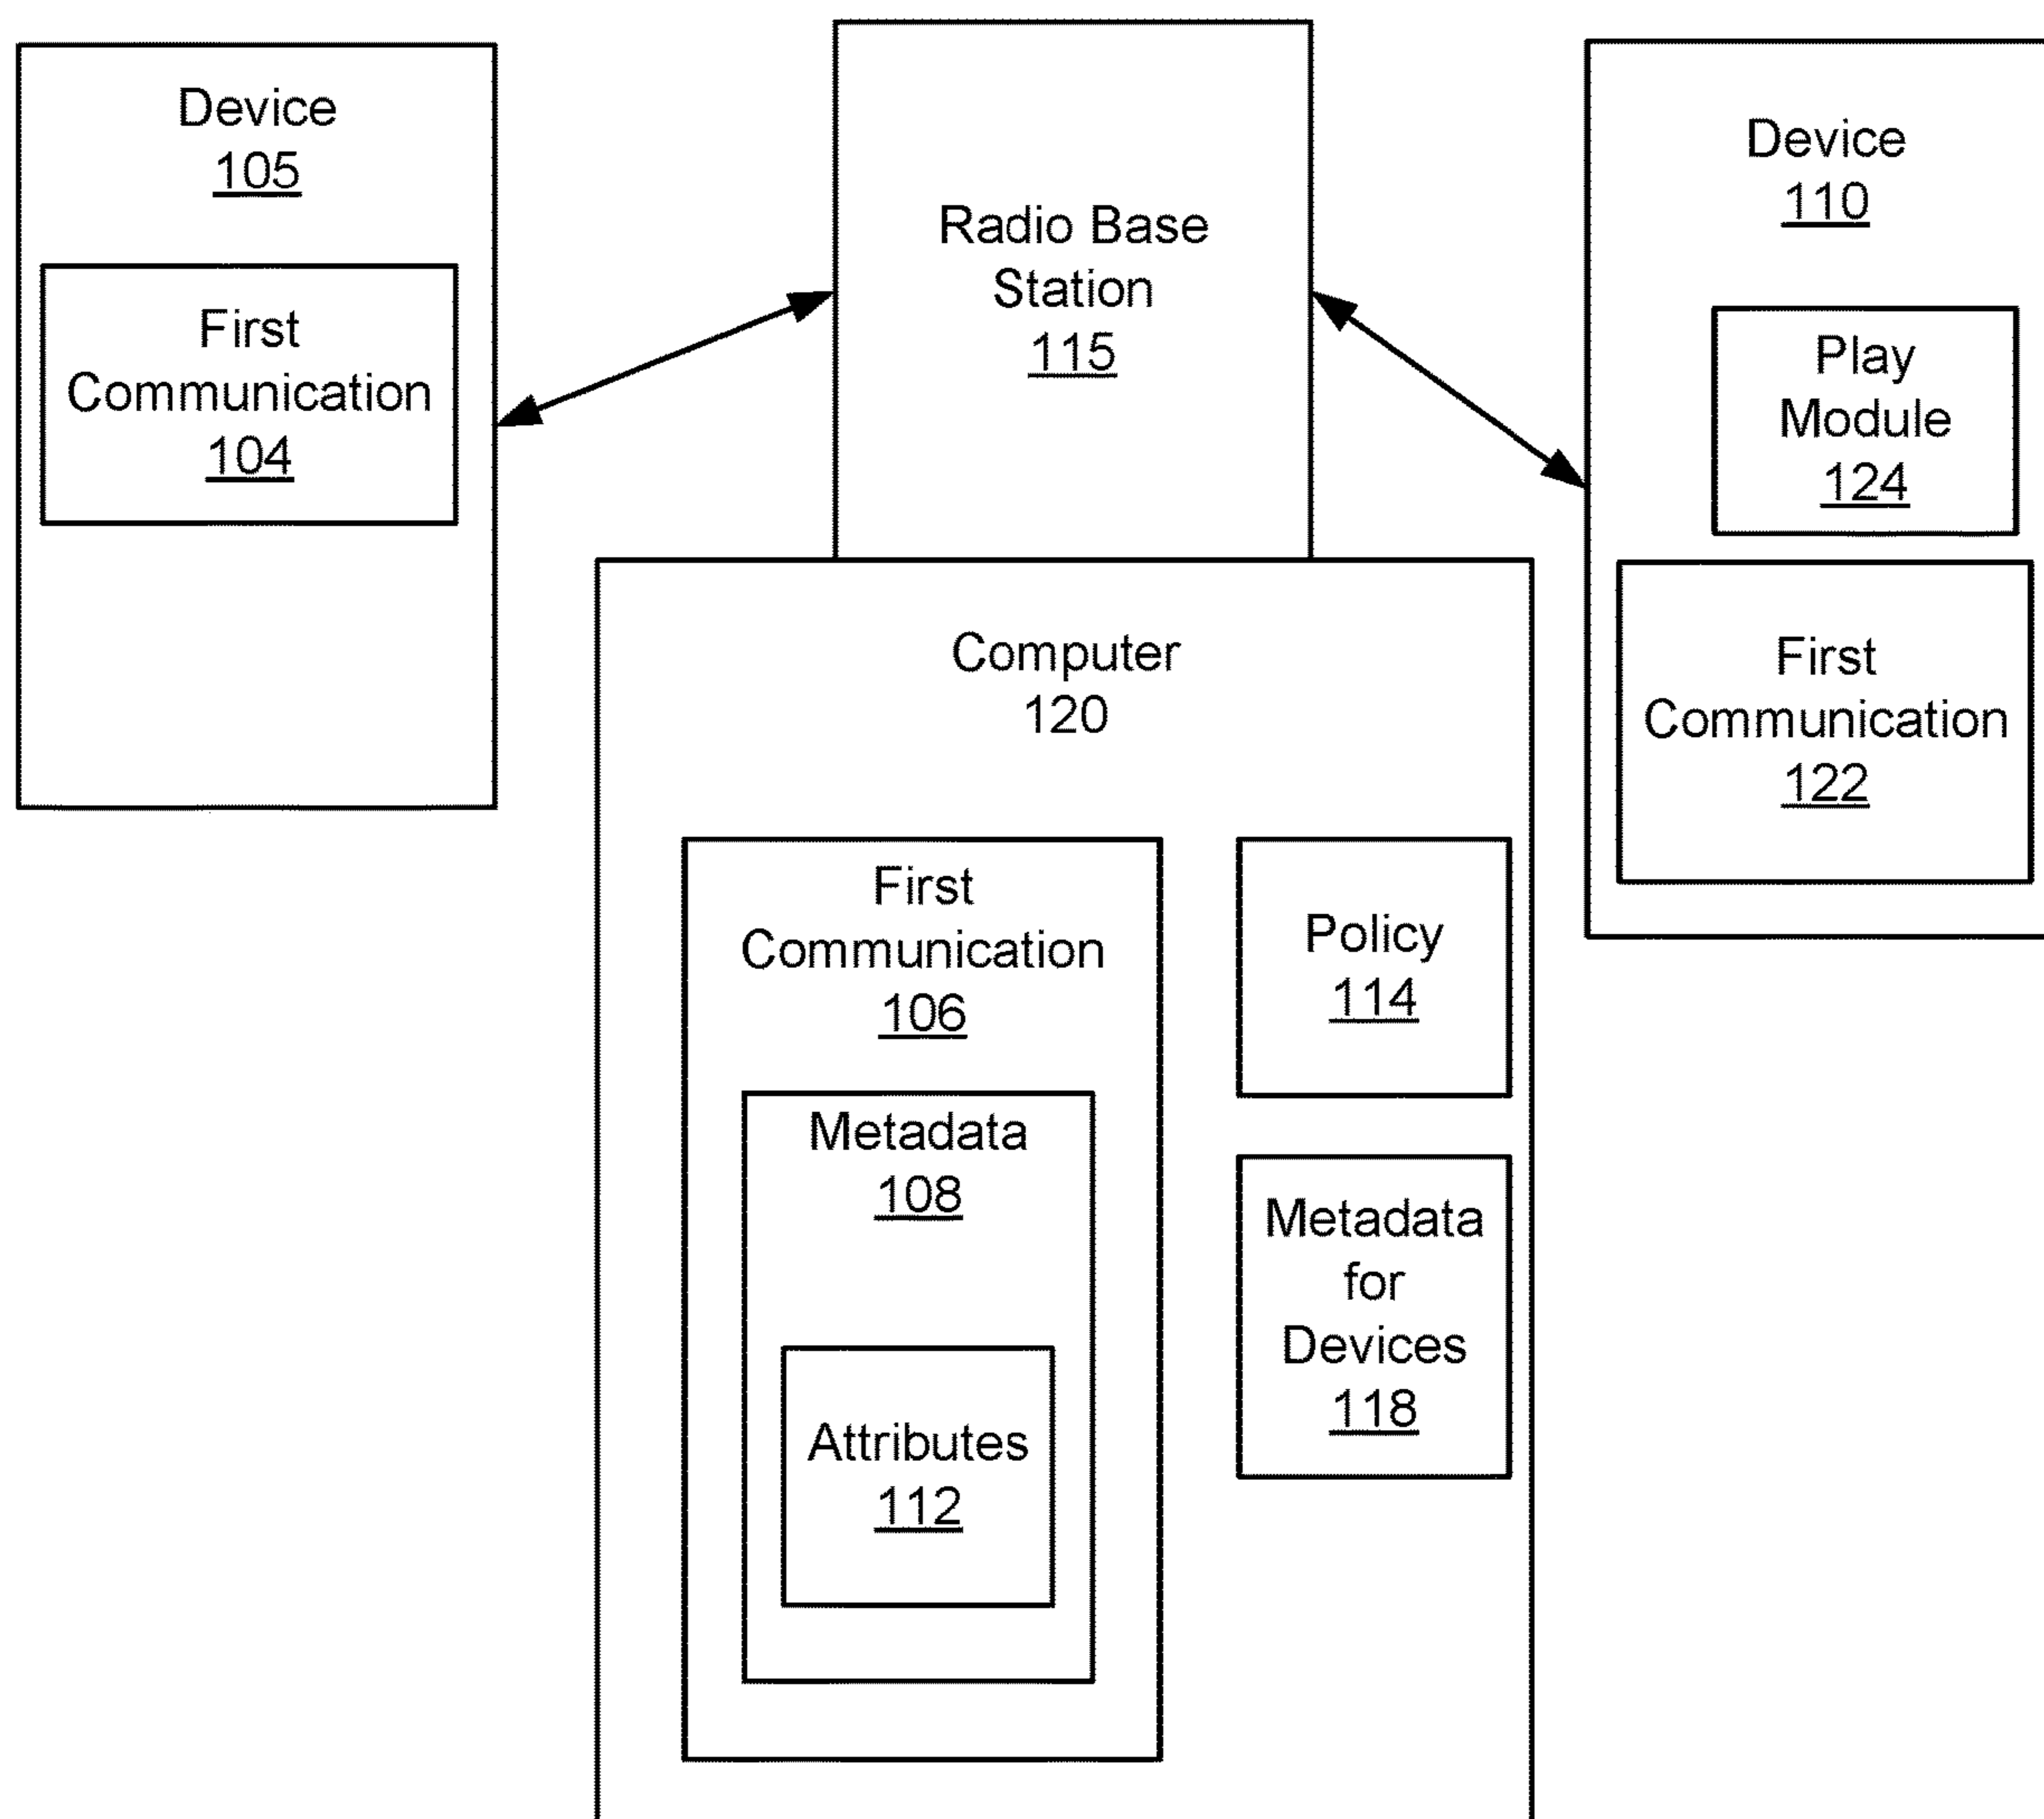 Device
105
First
Communication
104
Radio Base
Station
115
Device
110
Play
Module
124
First
Communication
122
Computer
120
First
Communication
106
Metadata
108
Attributes
112
Policy
114
Metadata
for
Devices
118